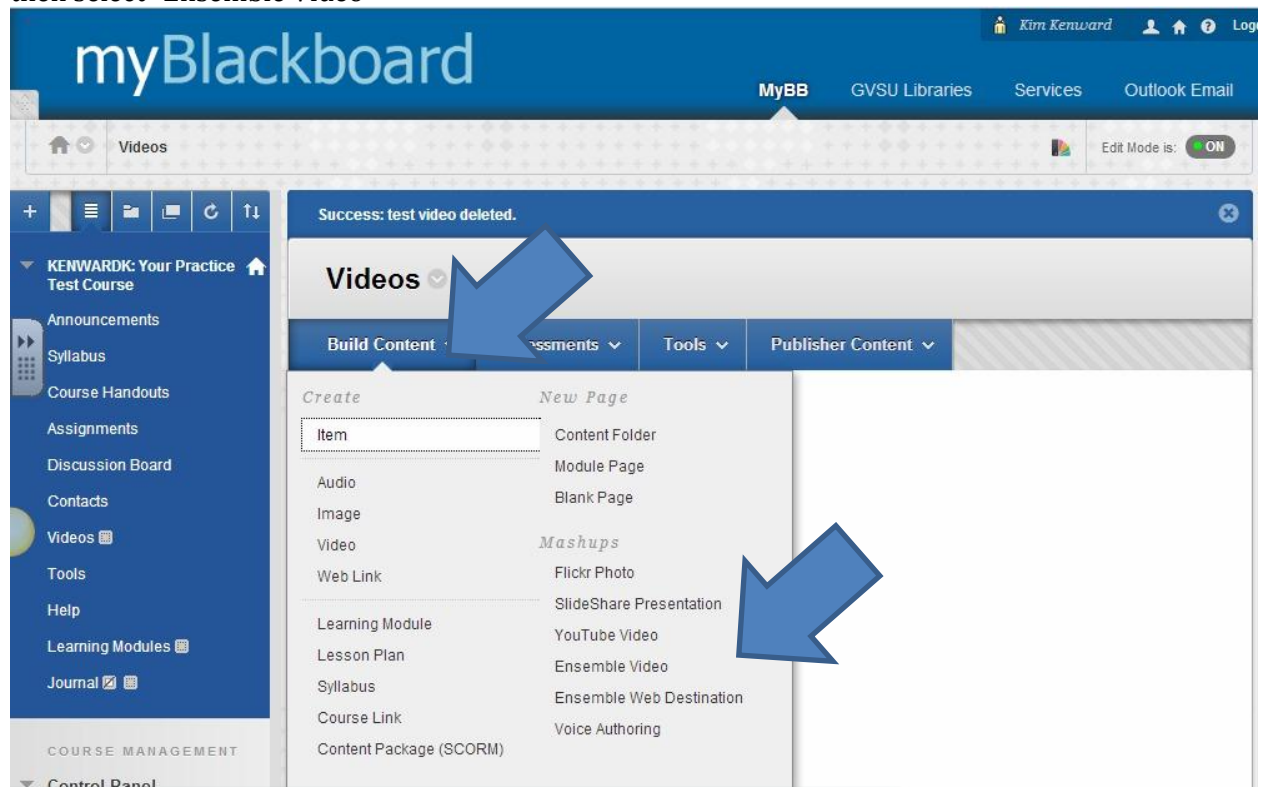 then select "Ensemble Video"
Kim Kenward
myBlackboard
MyBB GVSU Libraries Services Outlook Email
Videos
Edit Mode is: ON
Success: test video deleted.
KENWARDK: Your Practice
Test Course
Videos
Announcements
Syllabus
Course Handouts
Assignments
Discussion Board
Contacts
Videos
Tools
Help
Learning Modules
Journal
COURSE MANAGEMENT
Control Panel
Build Content
Tools
Publisher Content
Create
Item
Audio
Image
Video
Web Link
Learning Module
Lesson Plan
Syllabus
Course Link
Content Package (SCORM)
New Page
Content Folder
Module Page
Blank Page
Mashups
Flickr Photo
SlideShare Presentation
YouTube Video
Ensemble Video
Ensemble Web Destination
Voice Authoring